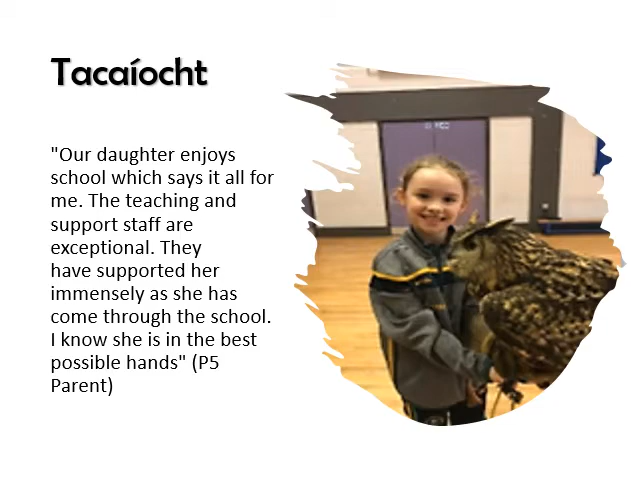 Tacaíocht
"Our daughter enjoys
school which says it all for
me. The teaching and
support staff are
exceptional. They
have supported her
immensely as she has
come through the school.
I know she is in the best
possible hands" (P5
Parent)